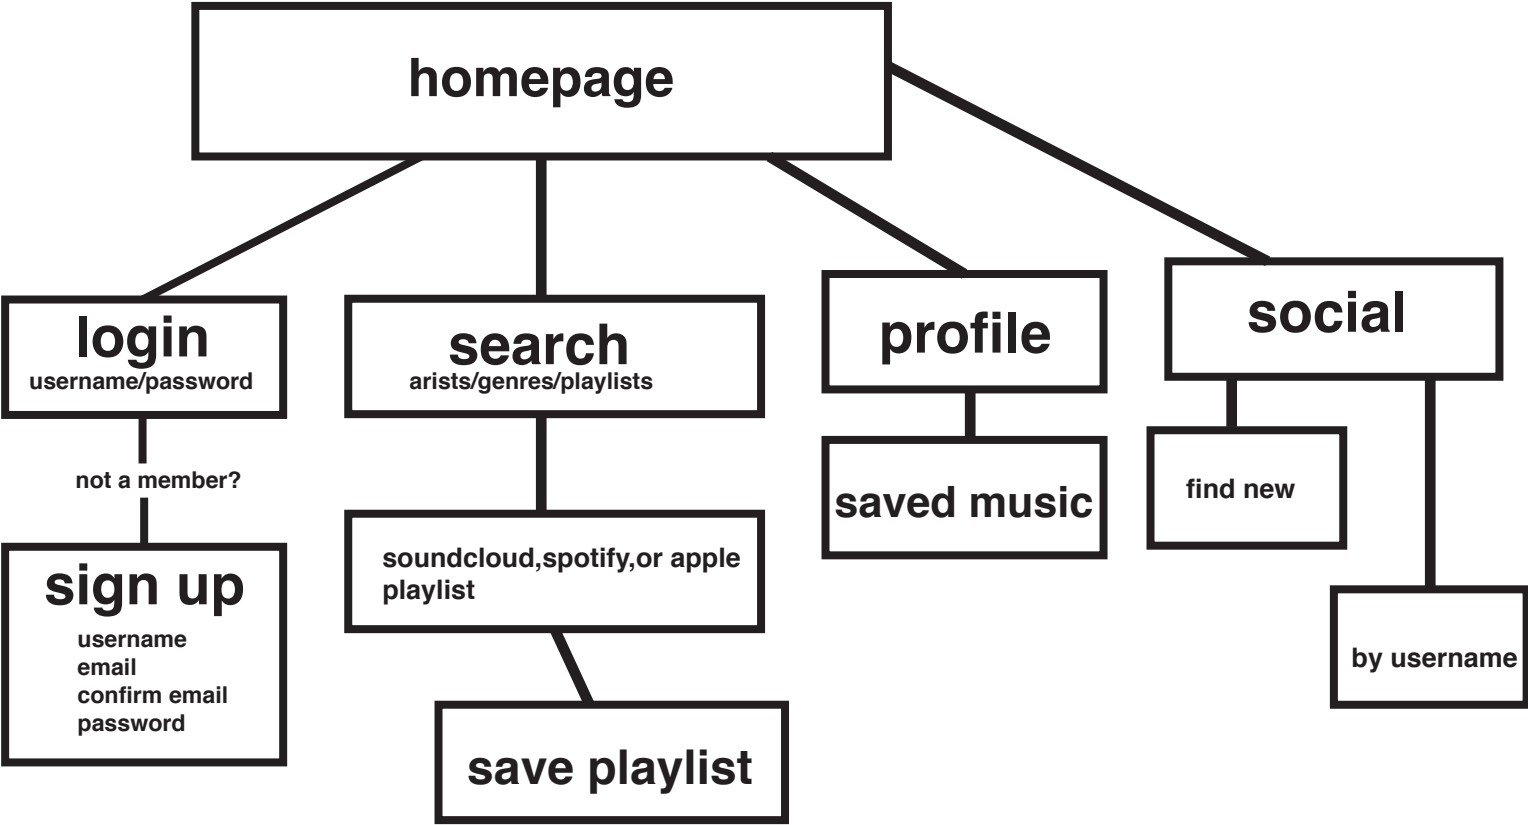 homepage
login
username/password
not a member?
sign up
username
email
confirm email
password
search
arists/genres/playlists
soundcloud,spotify,or apple
playlist
save playlist
profile
saved music
social
find new
by username